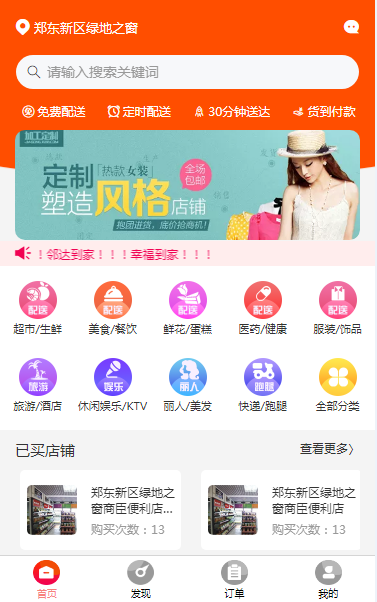 郑东新区绿地之窗
请输入搜索关键词
免费配送 定时配送 30分钟送达 货到付款
加工定制
定制「热款女装」 全场包邮
塑造风格店铺
抱团进货，底价抢商机！
！邻达到家！！！幸福到家！！！
配送 配送 配送 配送 配送
超市/生鲜 美食/餐饮 鲜花/蛋糕 医药/健康 服装/饰品
旅游 娱乐 丽人 跑腿
旅游/酒店 休闲娱乐/KTV 丽人/美发 快递/跑腿 全部分类
已买店铺 查看更多〉
郑东新区绿地之 郑东新区绿地之
窗商臣便利店... 窗商臣便利店
购买次数：13 购买次数：13
首页 发现 订单 我的